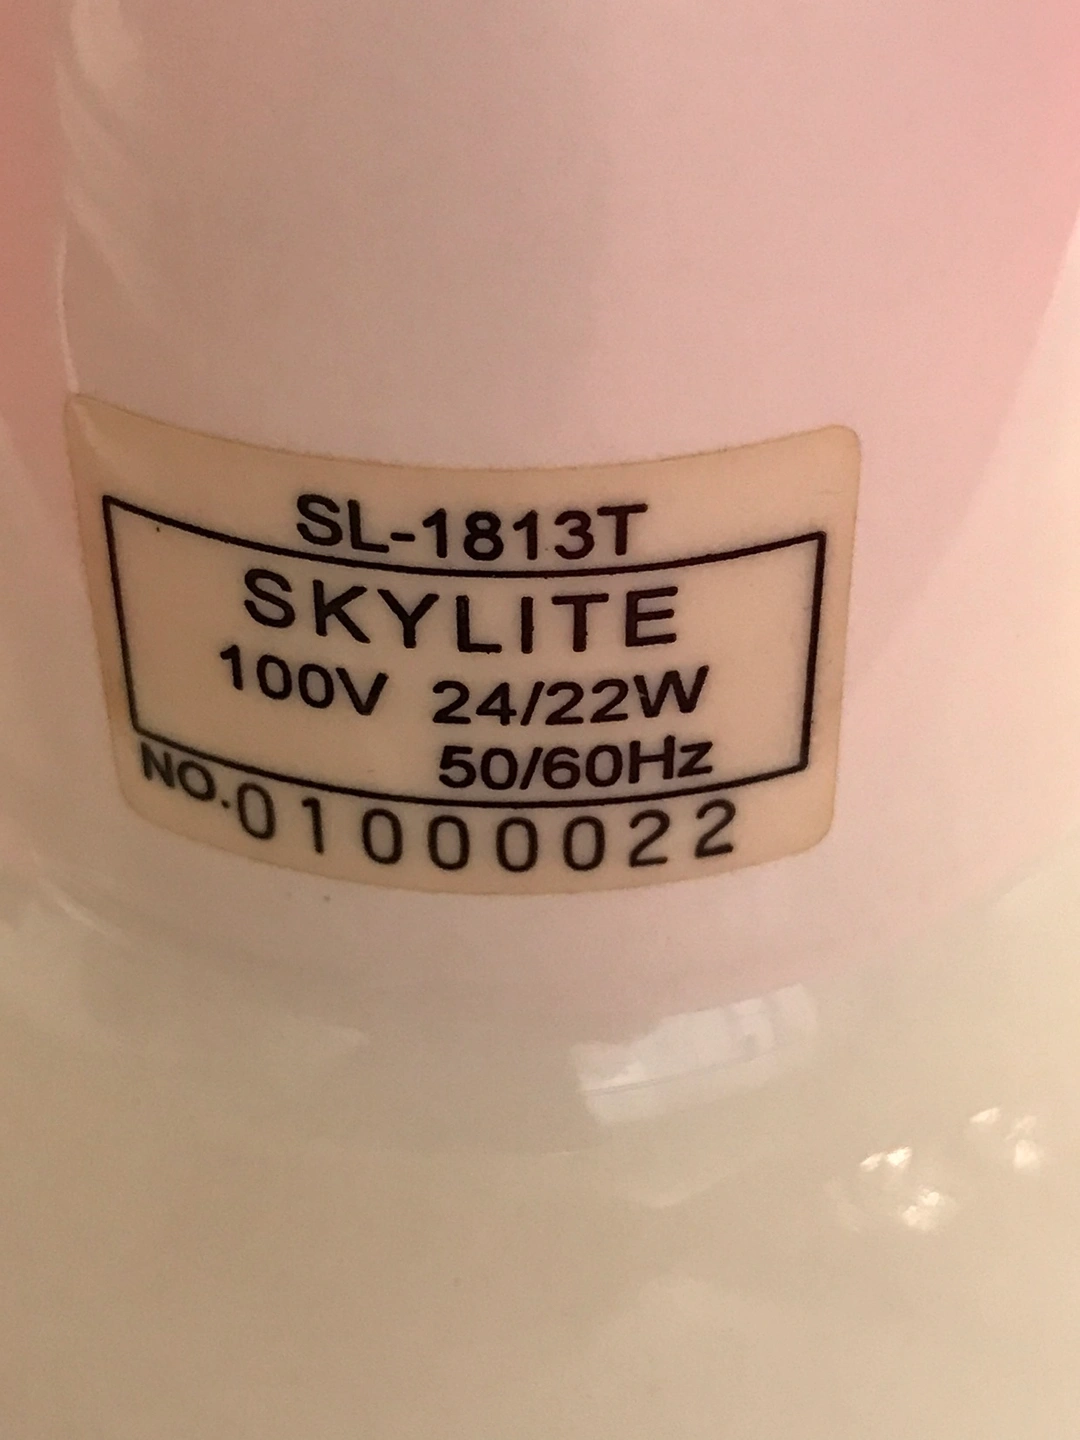 SL-1813T
SKYLITE
100V 24/22W
50/60Hz
NO.01000022